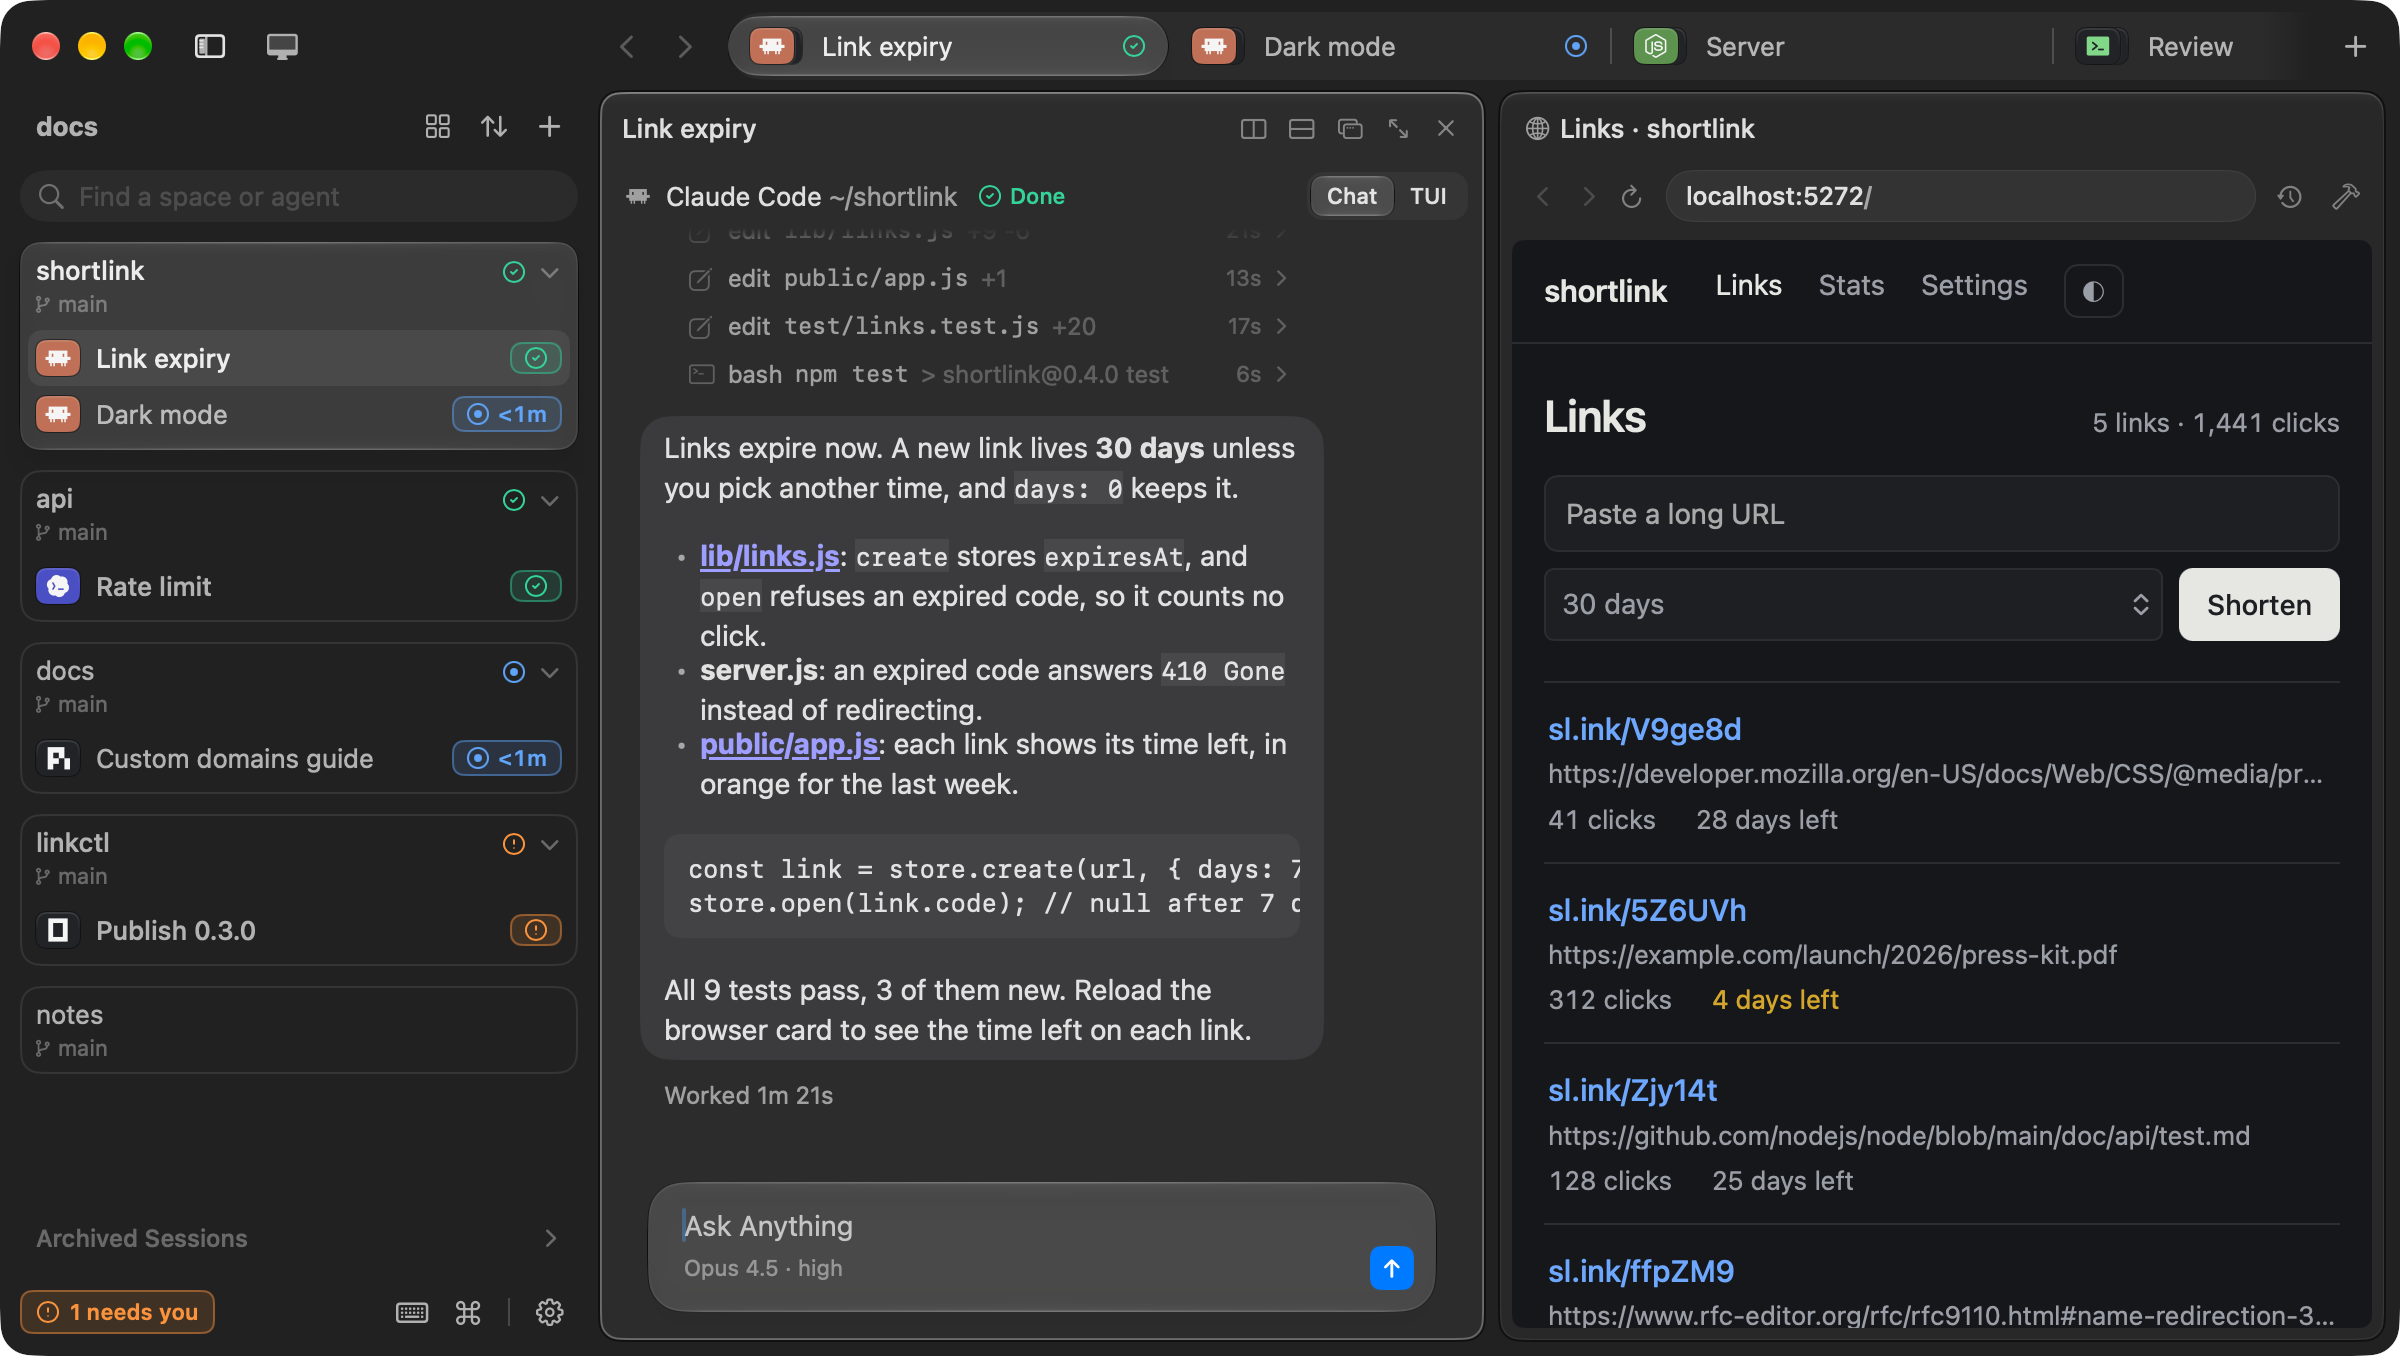 Link expiry
Dark mode
Server
Review
docs
Find a space or agent
shortlink
main
Link expiry
Dark mode
<1m
api
main
Rate limit
docs
main
Custom domains guide
<1m
linkctl
main
Publish 0.3.0
notes
main
Archived Sessions
1 needs you
Link expiry
Claude Code ~/shortlink Done
Chat TUI
edit lib/links.js +9 -6 21s
edit public/app.js +1 13s
edit test/links.test.js +20 17s
bash npm test > shortlink@0.4.0 test 6s
Links expire now. A new link lives 30 days unless
you pick another time, and days: 0 keeps it.
• lib/links.js: create stores expiresAt, and
open refuses an expired code, so it counts no
click.
• server.js: an expired code answers 410 Gone
instead of redirecting.
• public/app.js: each link shows its time left, in
orange for the last week.
const link = store.create(url, { days: 7
store.open(link.code); // null after 7
All 9 tests pass, 3 of them new. Reload the
browser card to see the time left on each link.
Worked 1m 21s
Ask Anything
Opus 4.5 · high
Links · shortlink
localhost:5272/
shortlink
Links
Stats
Settings
Links
5 links · 1,441 clicks
Paste a long URL
30 days
Shorten
sl.ink/V9ge8d
https://developer.mozilla.org/en-US/docs/Web/CSS/@media/pr...
41 clicks 28 days left
sl.ink/5Z6UVh
https://example.com/launch/2026/press-kit.pdf
312 clicks 4 days left
sl.ink/Zjy14t
https://github.com/nodejs/node/blob/main/doc/api/test.md
128 clicks 25 days left
sl.ink/ffpZM9
https://www.rfc-editor.org/rfc/rfc9110.html#name-redirection-3...